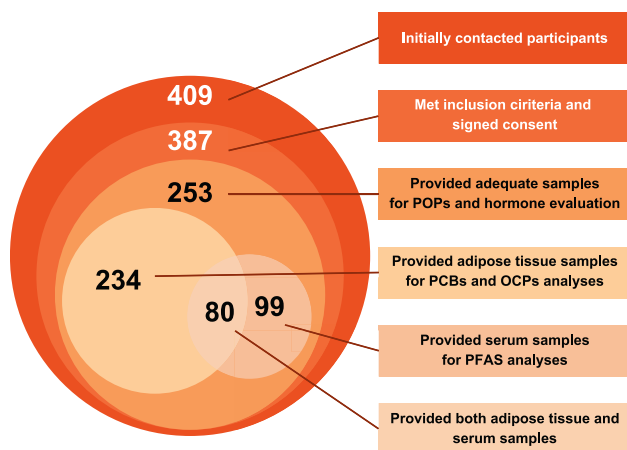 Initially contacted participants
409
Met inclusion ciriteria and
signed consent
387
253
Provided adequate samples
for POPs and hormone evaluation
234
Provided adipose tissue samples
for PCBs and OCPs analyses
80
99
Provided serum samples
for PFAS analyses
Provided both adipose tissue and
serum samples